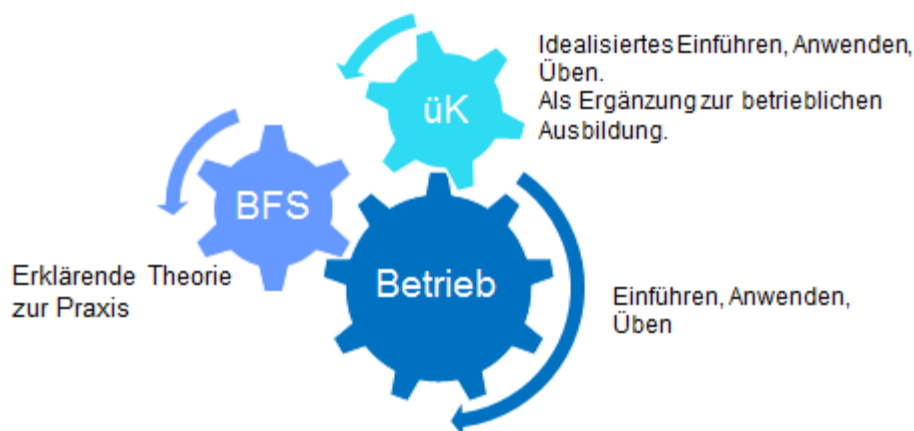 Idealisiertes Einführen, Anwenden,
Üben.
Als Ergänzung zur betrieblichen
Ausbildung.
üK
BFS
Betrieb
Erklärende Theorie
zur Praxis
Einführen, Anwenden,
Üben